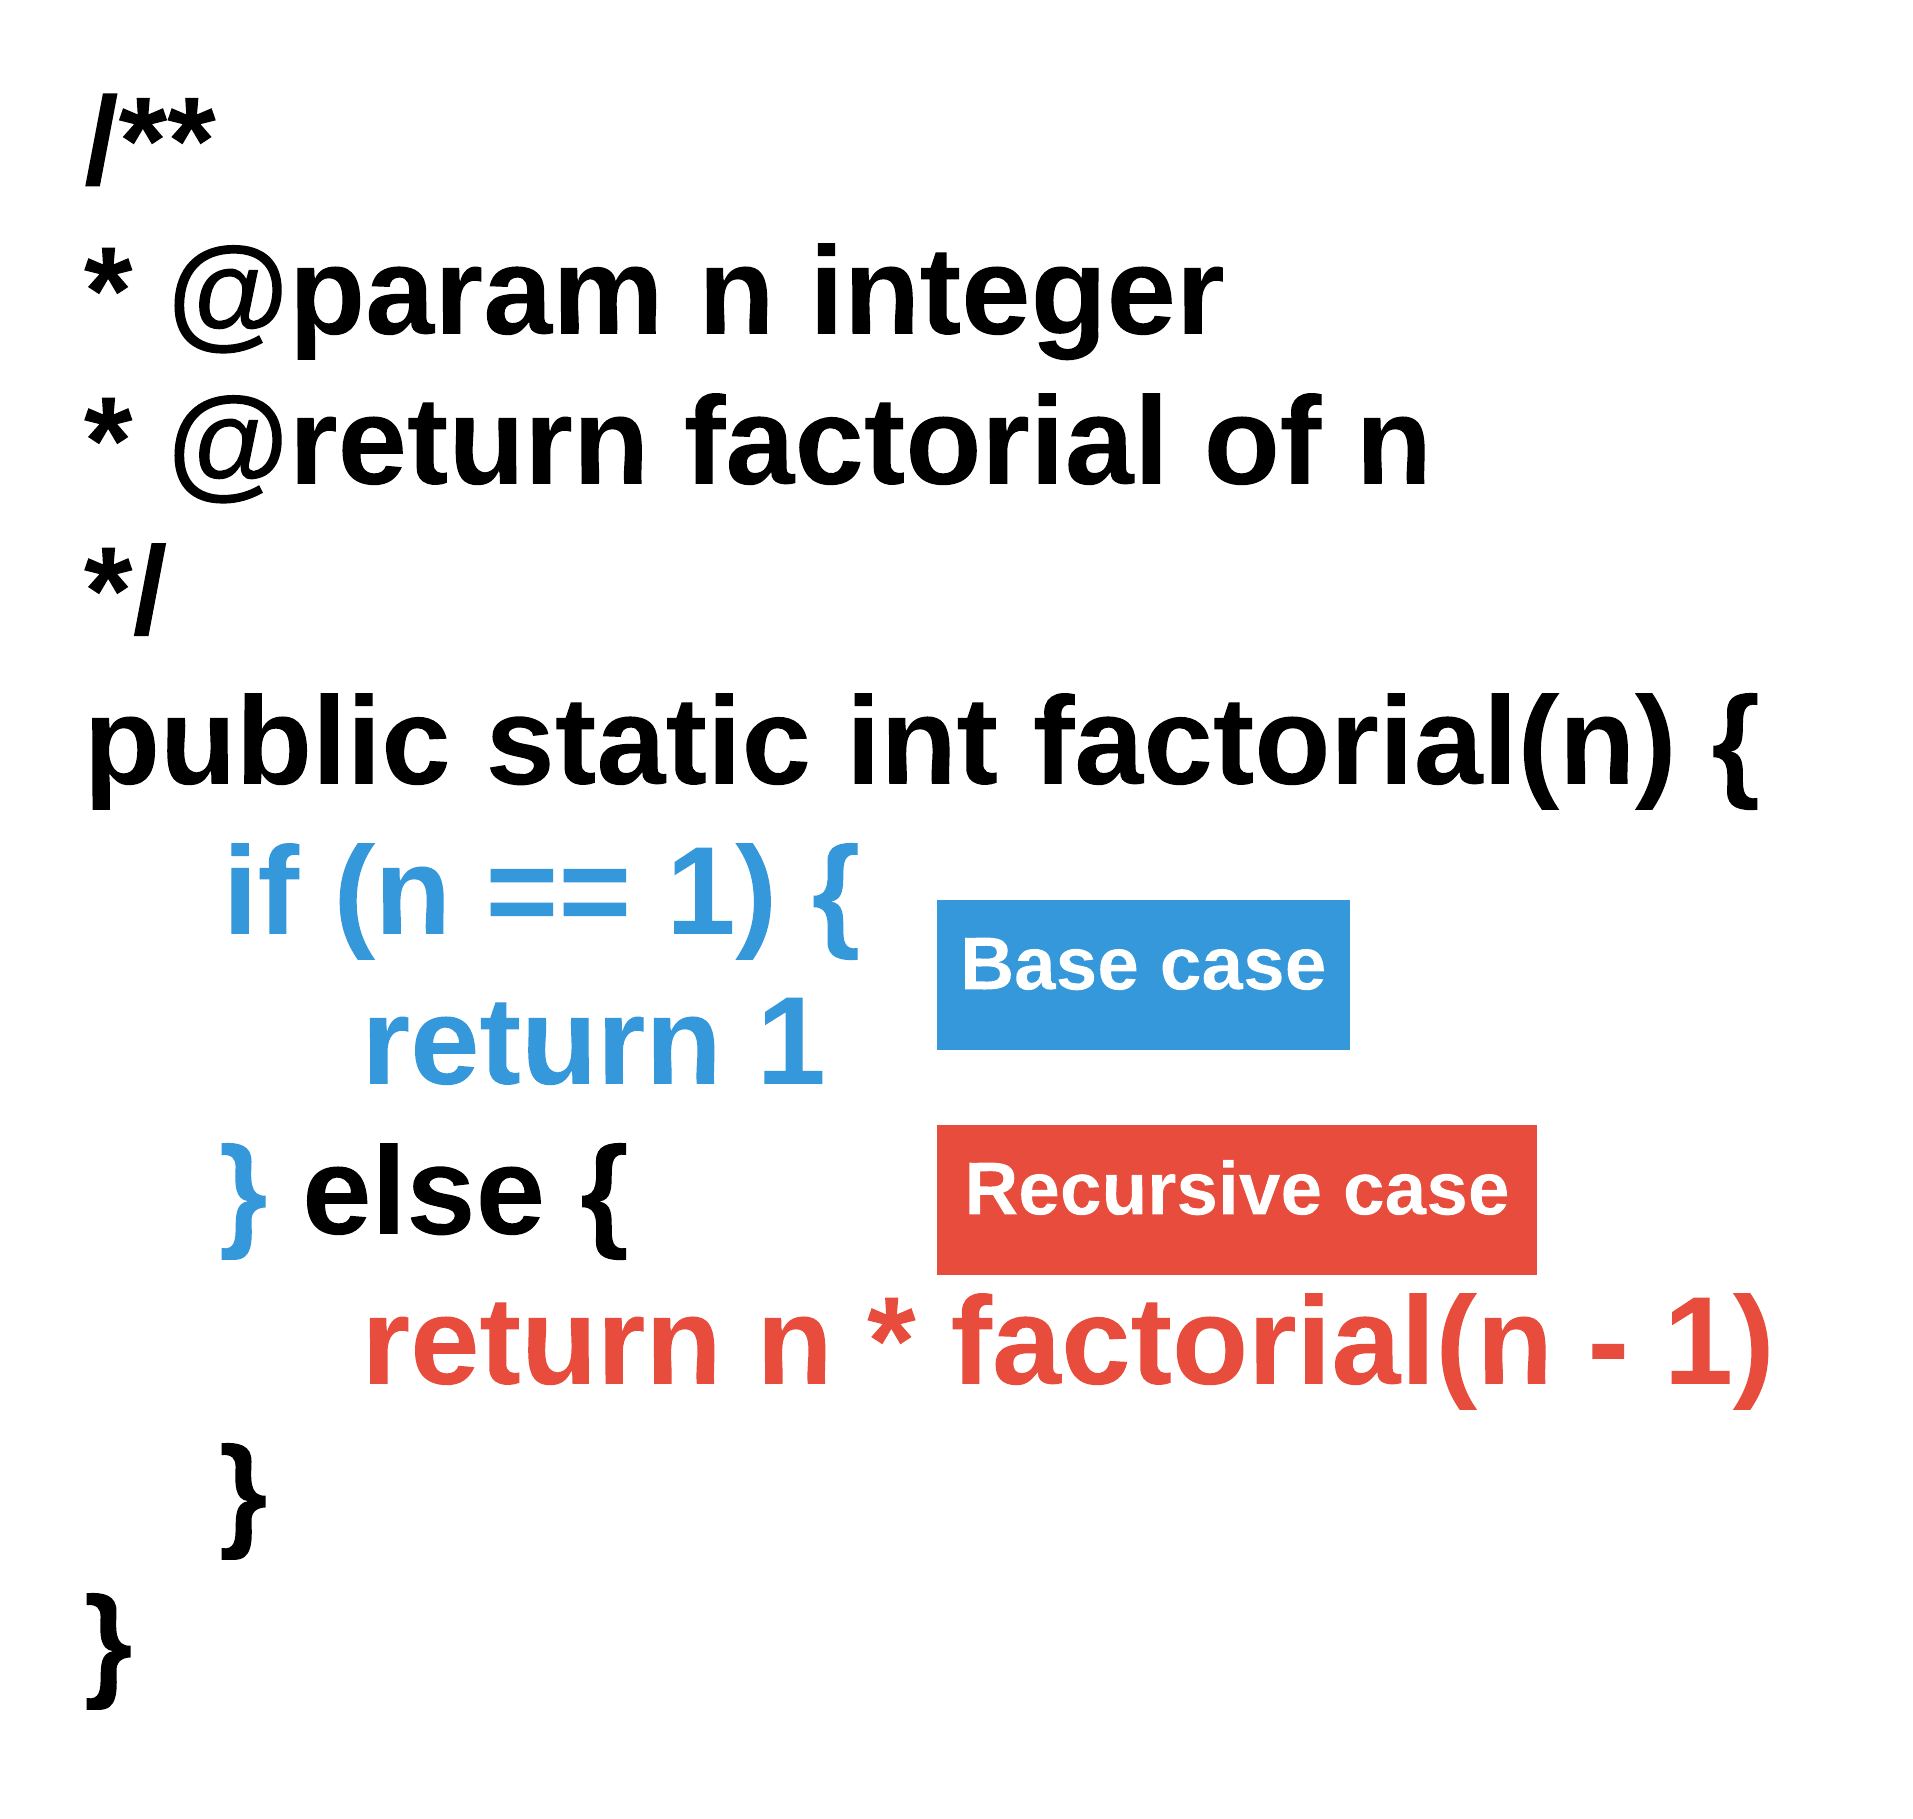 /**
* @param n integer
* @return factorial of n
*/
public static int factorial(n) {
if (n == 1) {
Base case
return 1
} else {
Recursive case
return n * factorial(n - 1)
}
}